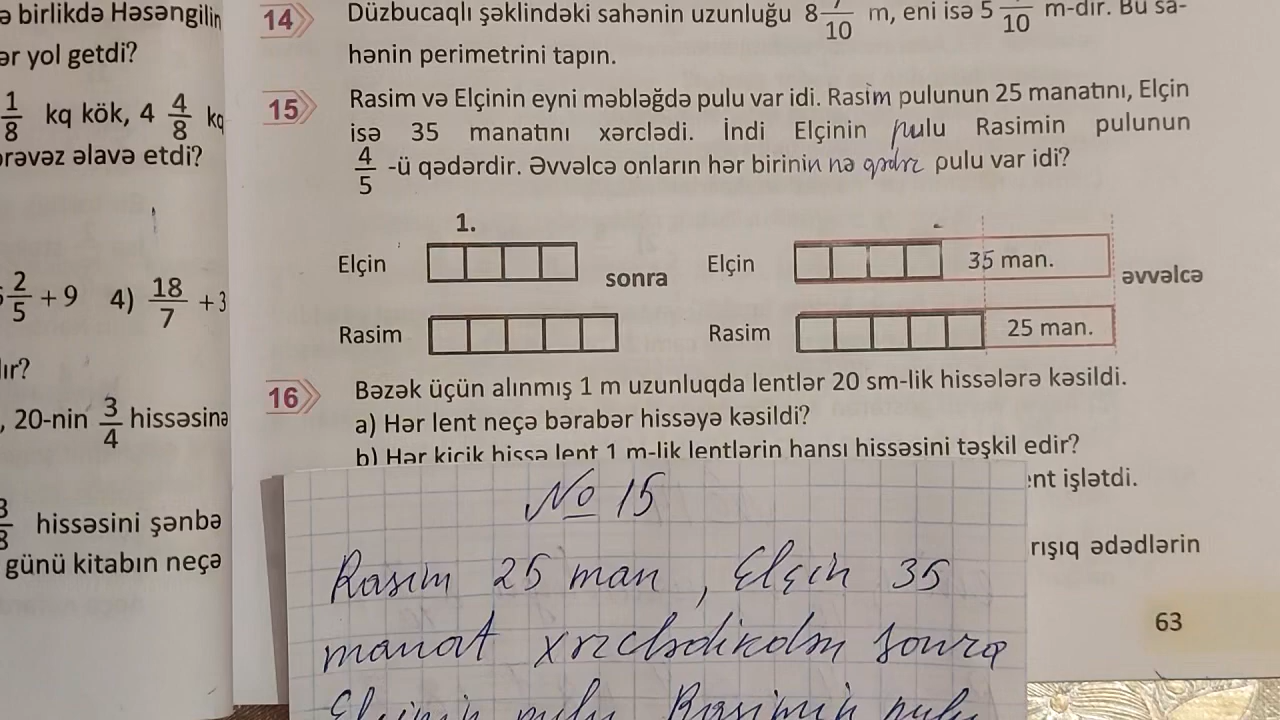 ə birlikdə Həsəngilin
ər yol getdi?
1/8 kq kök, 4 4/8 kq
rəvəz əlavə etdi?
2/5 + 9 4) 18/7 + 3
ır?
, 20-nin 3/4 hissəsinə
hissəsini şənbə
günü kitabın neçə
14 Düzbucaqlı şəklindəki sahənin uzunluğu 8 /10 m, eni isə 5 /10 m-dir. Bu sa-
hənin perimetrini tapın.
15 Rasim və Elçinin eyni məbləğdə pulu var idi. Rasim pulunun 25 manatını, Elçin
isə 35 manatını xərclədi. İndi Elçinin pulu Rasimin pulunun
4/5 -ü qədərdir. Əvvəlcə onların hər birinin nə qədər pulu var idi?
1.
Elçin sonra Elçin 35 man. əvvəlcə
Rasim Rasim 25 man.
16 Bəzək üçün alınmış 1 m uzunluqda lentlər 20 sm-lik hissələrə kəsildi.
a) Hər lent neçə bərabər hissəyə kəsildi?
b) Hər kiçik hissə lent 1 m-lik lentlərin hansı hissəsini təşkil edir?
ent işlətdi.
rışıq ədədlərin
63
№ 15
Rasim 25 man, Elçin 35
manat xərclədikdən sonra
Elçinin pulu Rasimin pulu